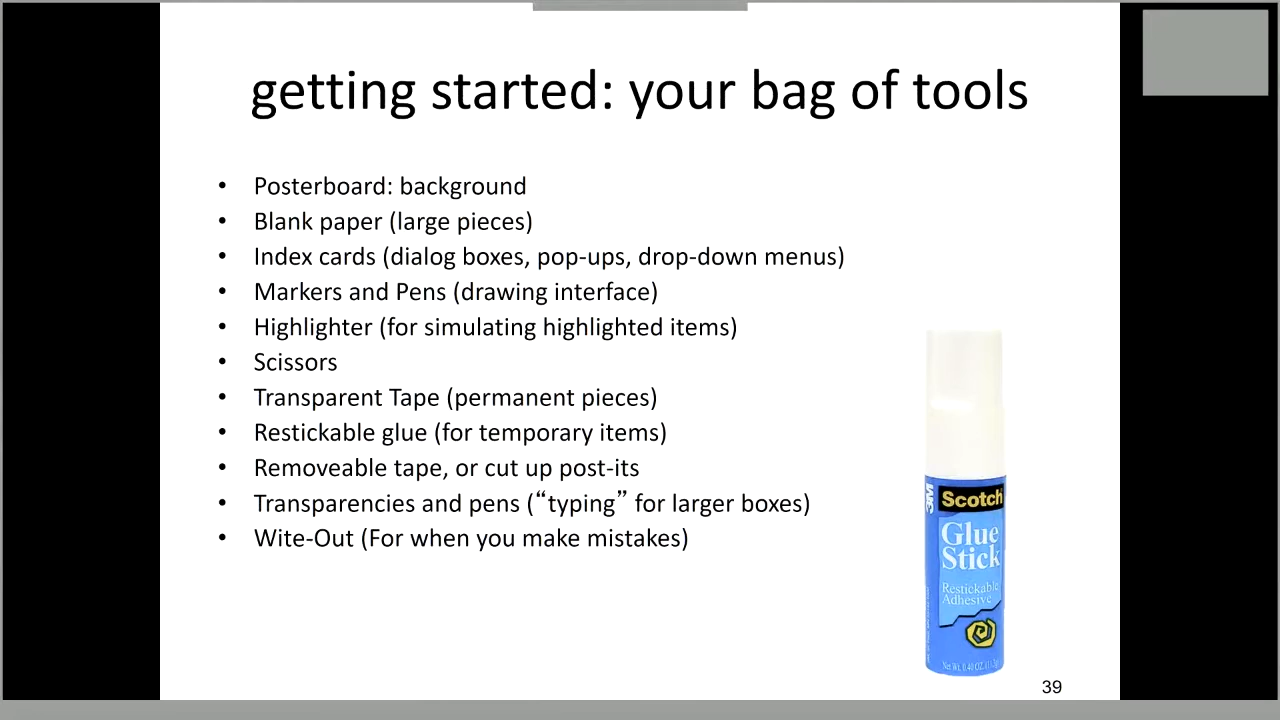 getting started: your bag of tools
• Posterboard: background
• Blank paper (large pieces)
• Index cards (dialog boxes, pop-ups, drop-down menus)
• Markers and Pens (drawing interface)
• Highlighter (for simulating highlighted items)
• Scissors
• Transparent Tape (permanent pieces)
• Restickable glue (for temporary items)
• Removeable tape, or cut up post-its
• Transparencies and pens (“typing” for larger boxes)
• Wite-Out (For when you make mistakes)
3M
Scotch
Glue
Stick
Restickable
Adhesive
39